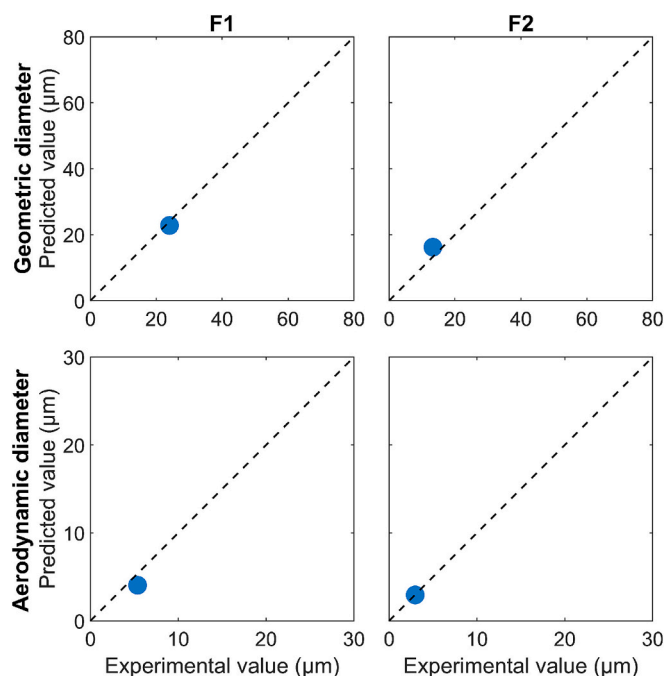 F1
F2
Geometric diameter
Predicted value (µm)
80
60
40
20
0
0 20 40 60 80
0 20 40 60 80
Aerodynamic diameter
Predicted value (µm)
30
20
10
0
0 10 20 30
0 10 20 30
Experimental value (µm)
Experimental value (µm)